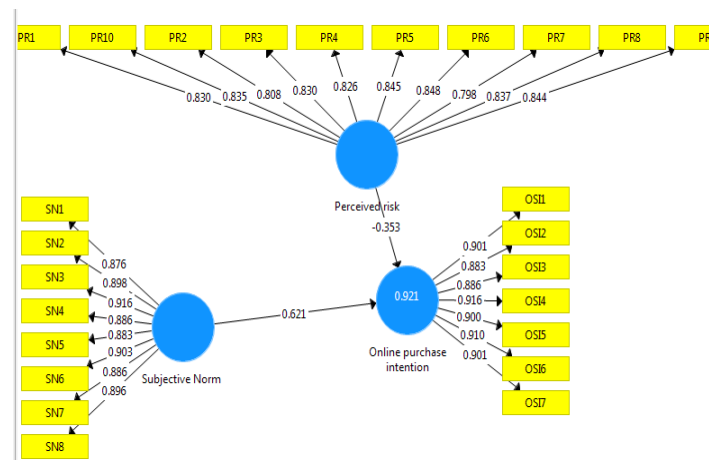 PR1 PR10 PR2 PR3 PR4 PR5 PR6 PR7 PR8 PR
0.830 0.835 0.808 0.830 0.826 0.845 0.848 0.798 0.837 0.844
Perceived risk
-0.353
SN1
SN2
SN3
SN4
SN5
SN6
SN7
SN8
0.876
0.898
0.916
0.886
0.883
0.903
0.886
0.896
Subjective Norm
0.621
0.921
Online purchase
intention
0.901
0.883
0.886
0.916
0.900
0.910
0.901
OSI1
OSI2
OSI3
OSI4
OSI5
OSI6
OSI7